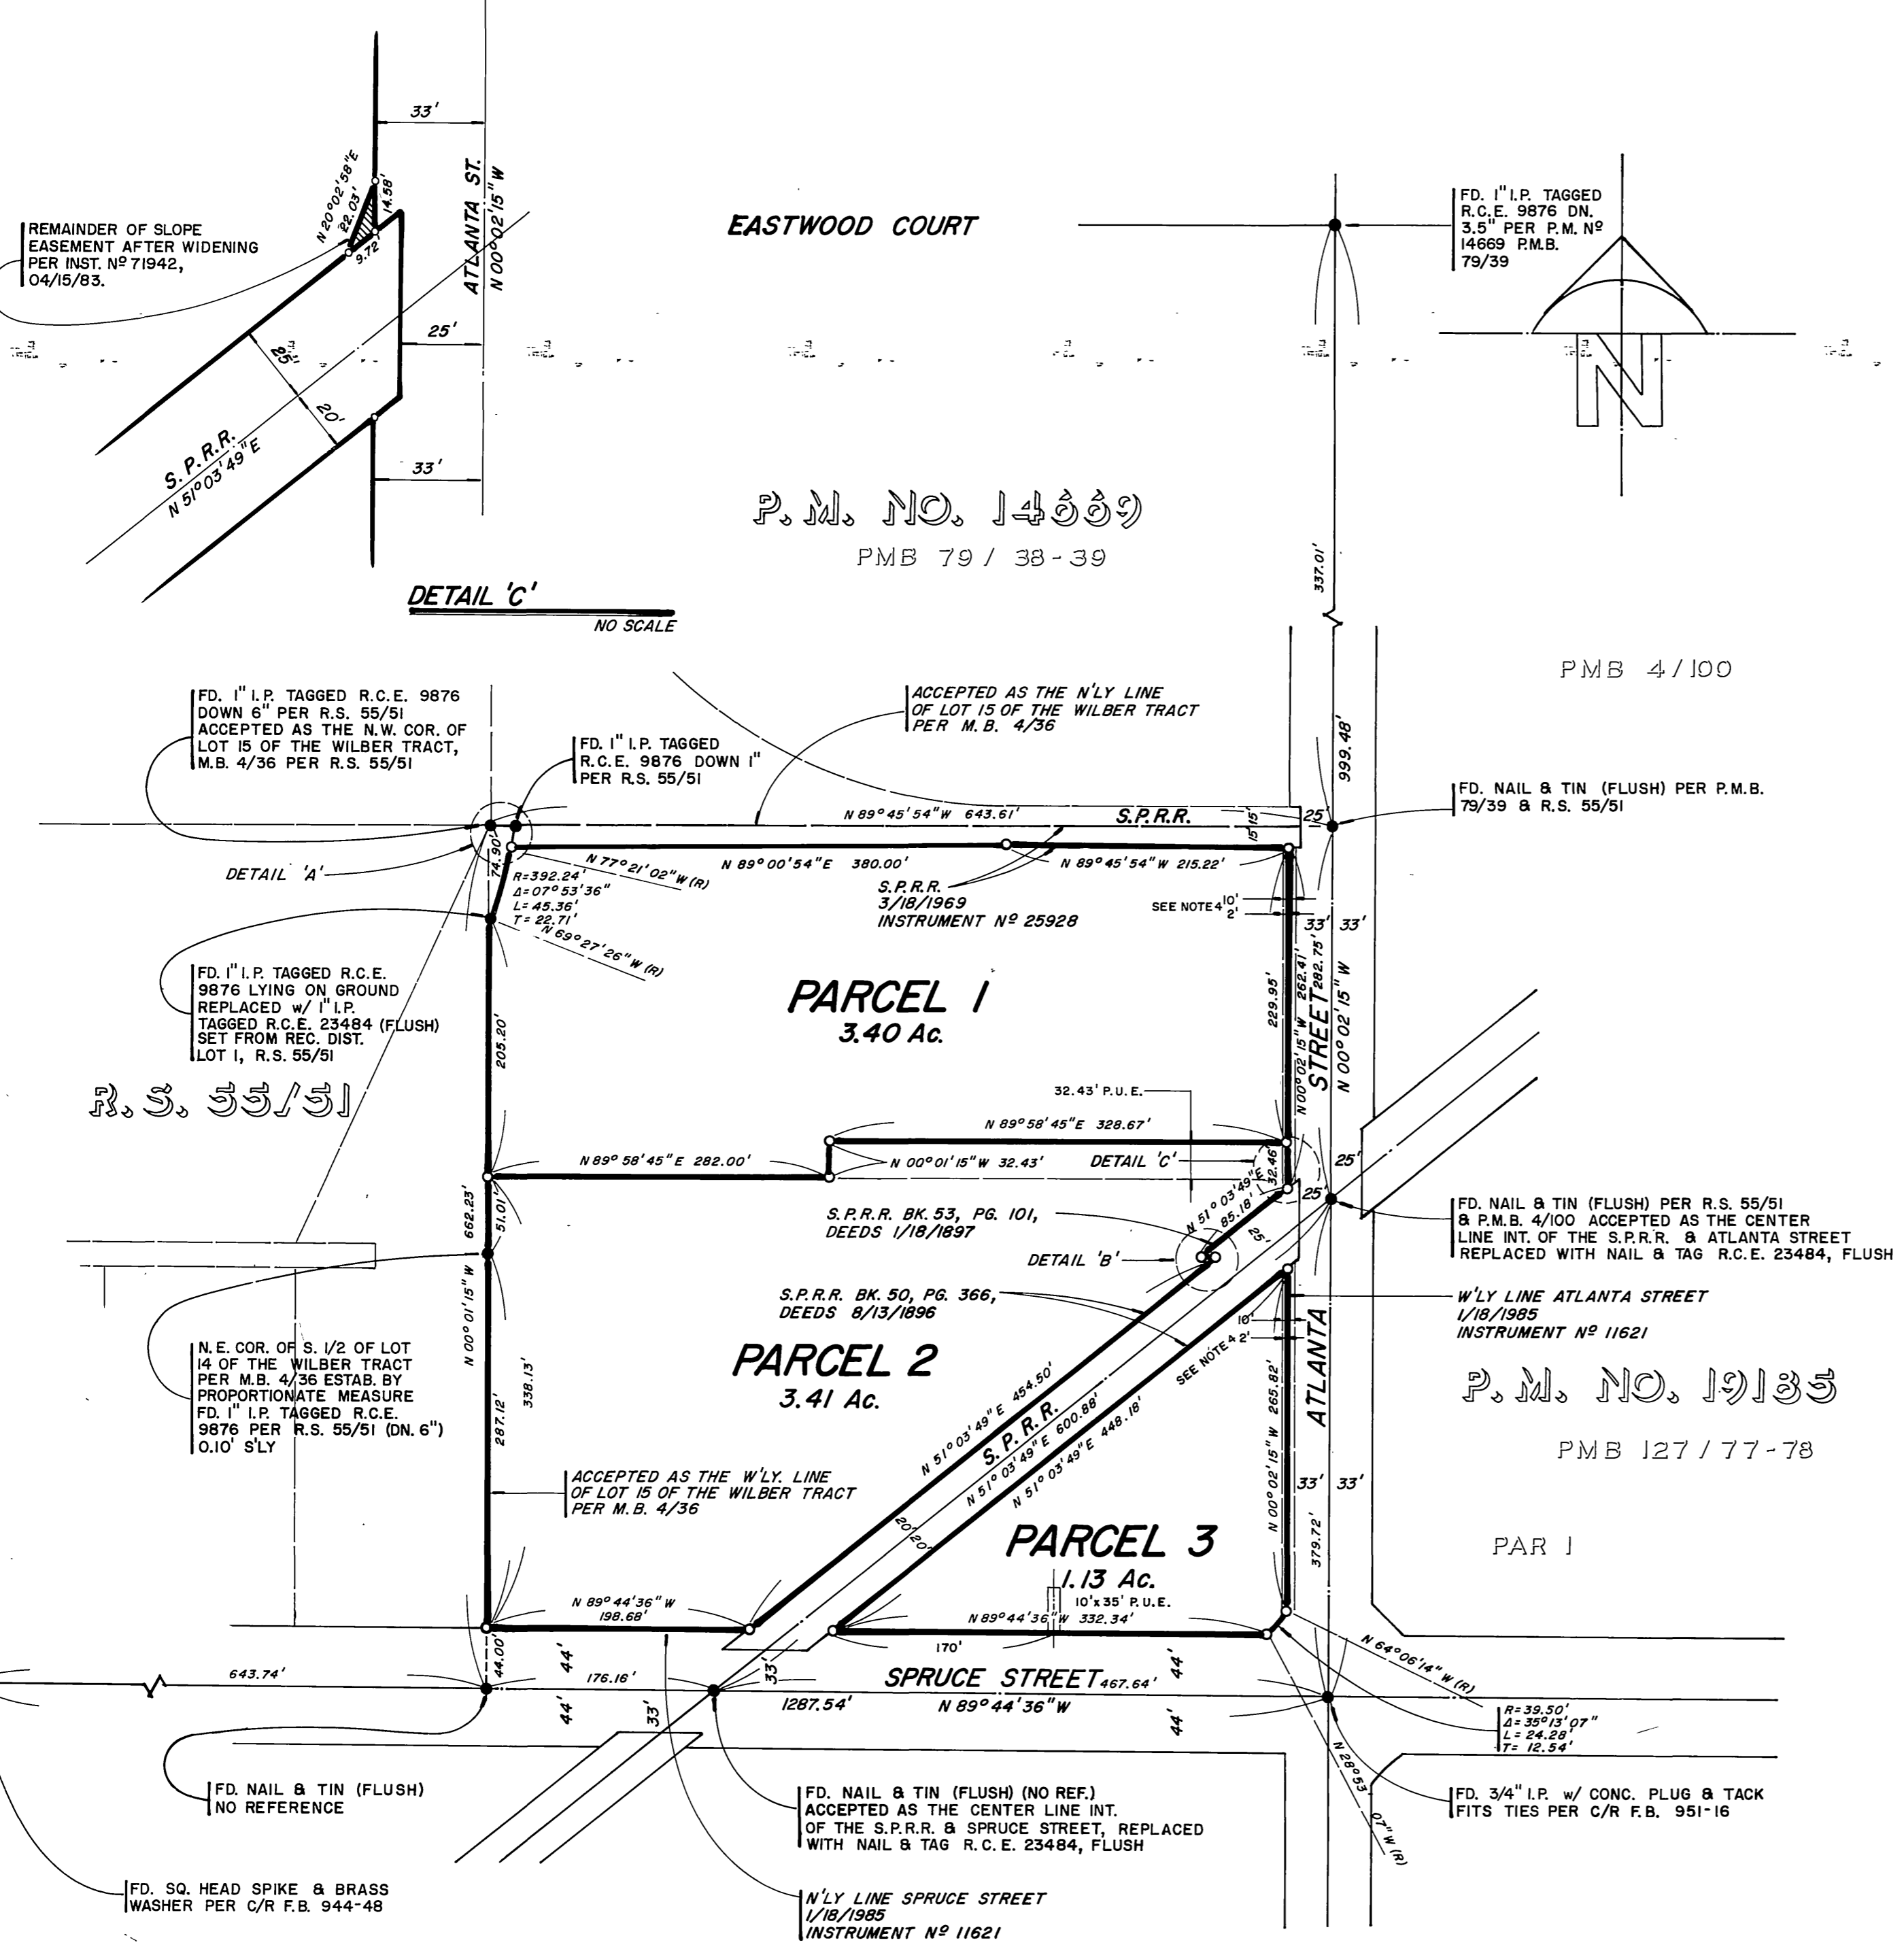 33'
ATLANTA ST.
N 00°02'15" W
N 20°02'58"E
22.03'
14.58'
9.72'
REMAINDER OF SLOPE
EASEMENT AFTER WIDENING
PER INST. Nº 71942,
04/15/83.
25'
25'
20'
S. P. R. R.
N 51°03'49"E
33'
DETAIL 'C'
NO SCALE
EASTWOOD COURT
FD. 1" I.P. TAGGED
R.C.E. 9876 DN.
3.5" PER P.M. Nº
14669 P.M.B.
79/39
N
P.M. NO. 14669
PMB 79 / 38-39
337.01'
PMB 4/100
999.48'
FD. 1" I.P. TAGGED R.C.E. 9876
DOWN 6" PER R.S. 55/51
ACCEPTED AS THE N.W. COR. OF
LOT 15 OF THE WILBER TRACT,
M.B. 4/36 PER R.S. 55/51
FD. 1" I.P. TAGGED
R.C.E. 9876 DOWN 1"
PER R.S. 55/51
ACCEPTED AS THE N'LY LINE
OF LOT 15 OF THE WILBER TRACT
PER M.B. 4/36
FD. NAIL & TIN (FLUSH) PER P.M.B.
79/39 & R.S. 55/51
N 89°45'54"W 643.61'
S.P.R.R.
15' 15'
25'
DETAIL 'A'
74.90'
N 77°21'02"W (R)
N 89°00'54"E 380.00'
N 89°45'54"W 215.22'
R=392.24'
Δ=07°53'36"
L=45.36'
T=22.71'
N 69°27'26"W (R)
S.P.R.R.
3/18/1969
INSTRUMENT Nº 25928
SEE NOTE 4
10'
2'
33' 33'
FD. 1" I.P. TAGGED R.C.E.
9876 LYING ON GROUND
REPLACED w/ 1" I.P.
TAGGED R.C.E. 23484 (FLUSH)
SET FROM REC. DIST.
LOT 1, R.S. 55/51
PARCEL 1
3.40 Ac.
205.20'
229.95'
N 00°02'15"W 262.41'
STREET
282.75'
N 00°02'15"W
R.S. 55/51
32.43' P.U.E.
N 89°58'45"E 328.67'
N 89°58'45"E 282.00'
N 00°01'15"W 32.43'
DETAIL 'C'
32.46'
25'
25'
662.23'
51.01'
S.P.R.R. BK. 53, PG. 101,
DEEDS 1/18/1897
N 51°03'49"E
85.18'
25'
DETAIL 'B'
FD. NAIL & TIN (FLUSH) PER R.S. 55/51
& P.M.B. 4/100 ACCEPTED AS THE CENTER
LINE INT. OF THE S.P.R.R. & ATLANTA STREET
REPLACED WITH NAIL & TAG R.C.E. 23484, FLUSH
S.P.R.R. BK. 50, PG. 366,
DEEDS 8/13/1896
W'LY LINE ATLANTA STREET
1/18/1985
INSTRUMENT Nº 11621
N 00°01'15"W
10'
2'
SEE NOTE 4
N.E. COR. OF S. 1/2 OF LOT
14 OF THE WILBER TRACT
PER M.B. 4/36 ESTAB. BY
PROPORTIONATE MEASURE
FD. 1" I.P. TAGGED R.C.E.
9876 PER R.S. 55/51 (DN. 6")
0.10' S'LY
PARCEL 2
3.41 Ac.
338.13'
287.12'
ATLANTA
N 00°02'15"W 265.82'
P.M. NO. 19185
PMB 127 / 77-78
N 51°03'49"E 454.50'
S. P. R. R.
N 51°03'49"E 600.88'
N 51°03'49"E 448.18'
ACCEPTED AS THE W'LY. LINE
OF LOT 15 OF THE WILBER TRACT
PER M.B. 4/36
33' 33'
20' 20'
379.72'
PARCEL 3
1.13 Ac.
PAR 1
N 89°44'36"W
198.68'
10'x35' P.U.E.
N 89°44'36"W 332.34'
170'
44.00'
643.74'
44'
176.16'
33'
SPRUCE STREET
467.64'
44'
44'
33'
1287.54'
N 89°44'36"W
44'
N 64°06'14"W (R)
R=39.50'
Δ=35°13'07"
L=24.28'
T=12.54'
N 28°53'07"W (R)
FD. NAIL & TIN (FLUSH)
NO REFERENCE
FD. NAIL & TIN (FLUSH) (NO REF.)
ACCEPTED AS THE CENTER LINE INT.
OF THE S.P.R.R. & SPRUCE STREET, REPLACED
WITH NAIL & TAG R.C.E. 23484, FLUSH
FD. 3/4" I.P. w/ CONC. PLUG & TACK
FITS TIES PER C/R F.B. 951-16
FD. SQ. HEAD SPIKE & BRASS
WASHER PER C/R F.B. 944-48
N'LY LINE SPRUCE STREET
1/18/1985
INSTRUMENT Nº 11621